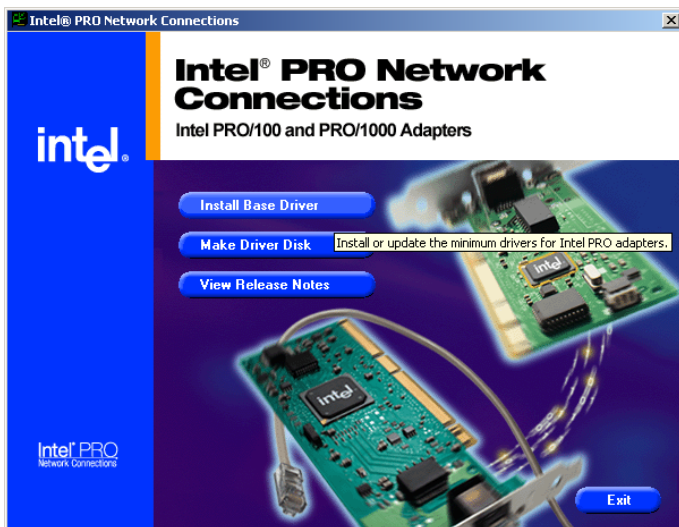 Intel® PRO Network Connections
Intel® PRO Network
Connections
Intel PRO/100 and PRO/1000 Adapters
intel®
Install Base Driver
Make Driver Disk
Install or update the minimum drivers for Intel PRO adapters.
View Release Notes
intel
intel
Intel® PRO
Network Connections
Exit